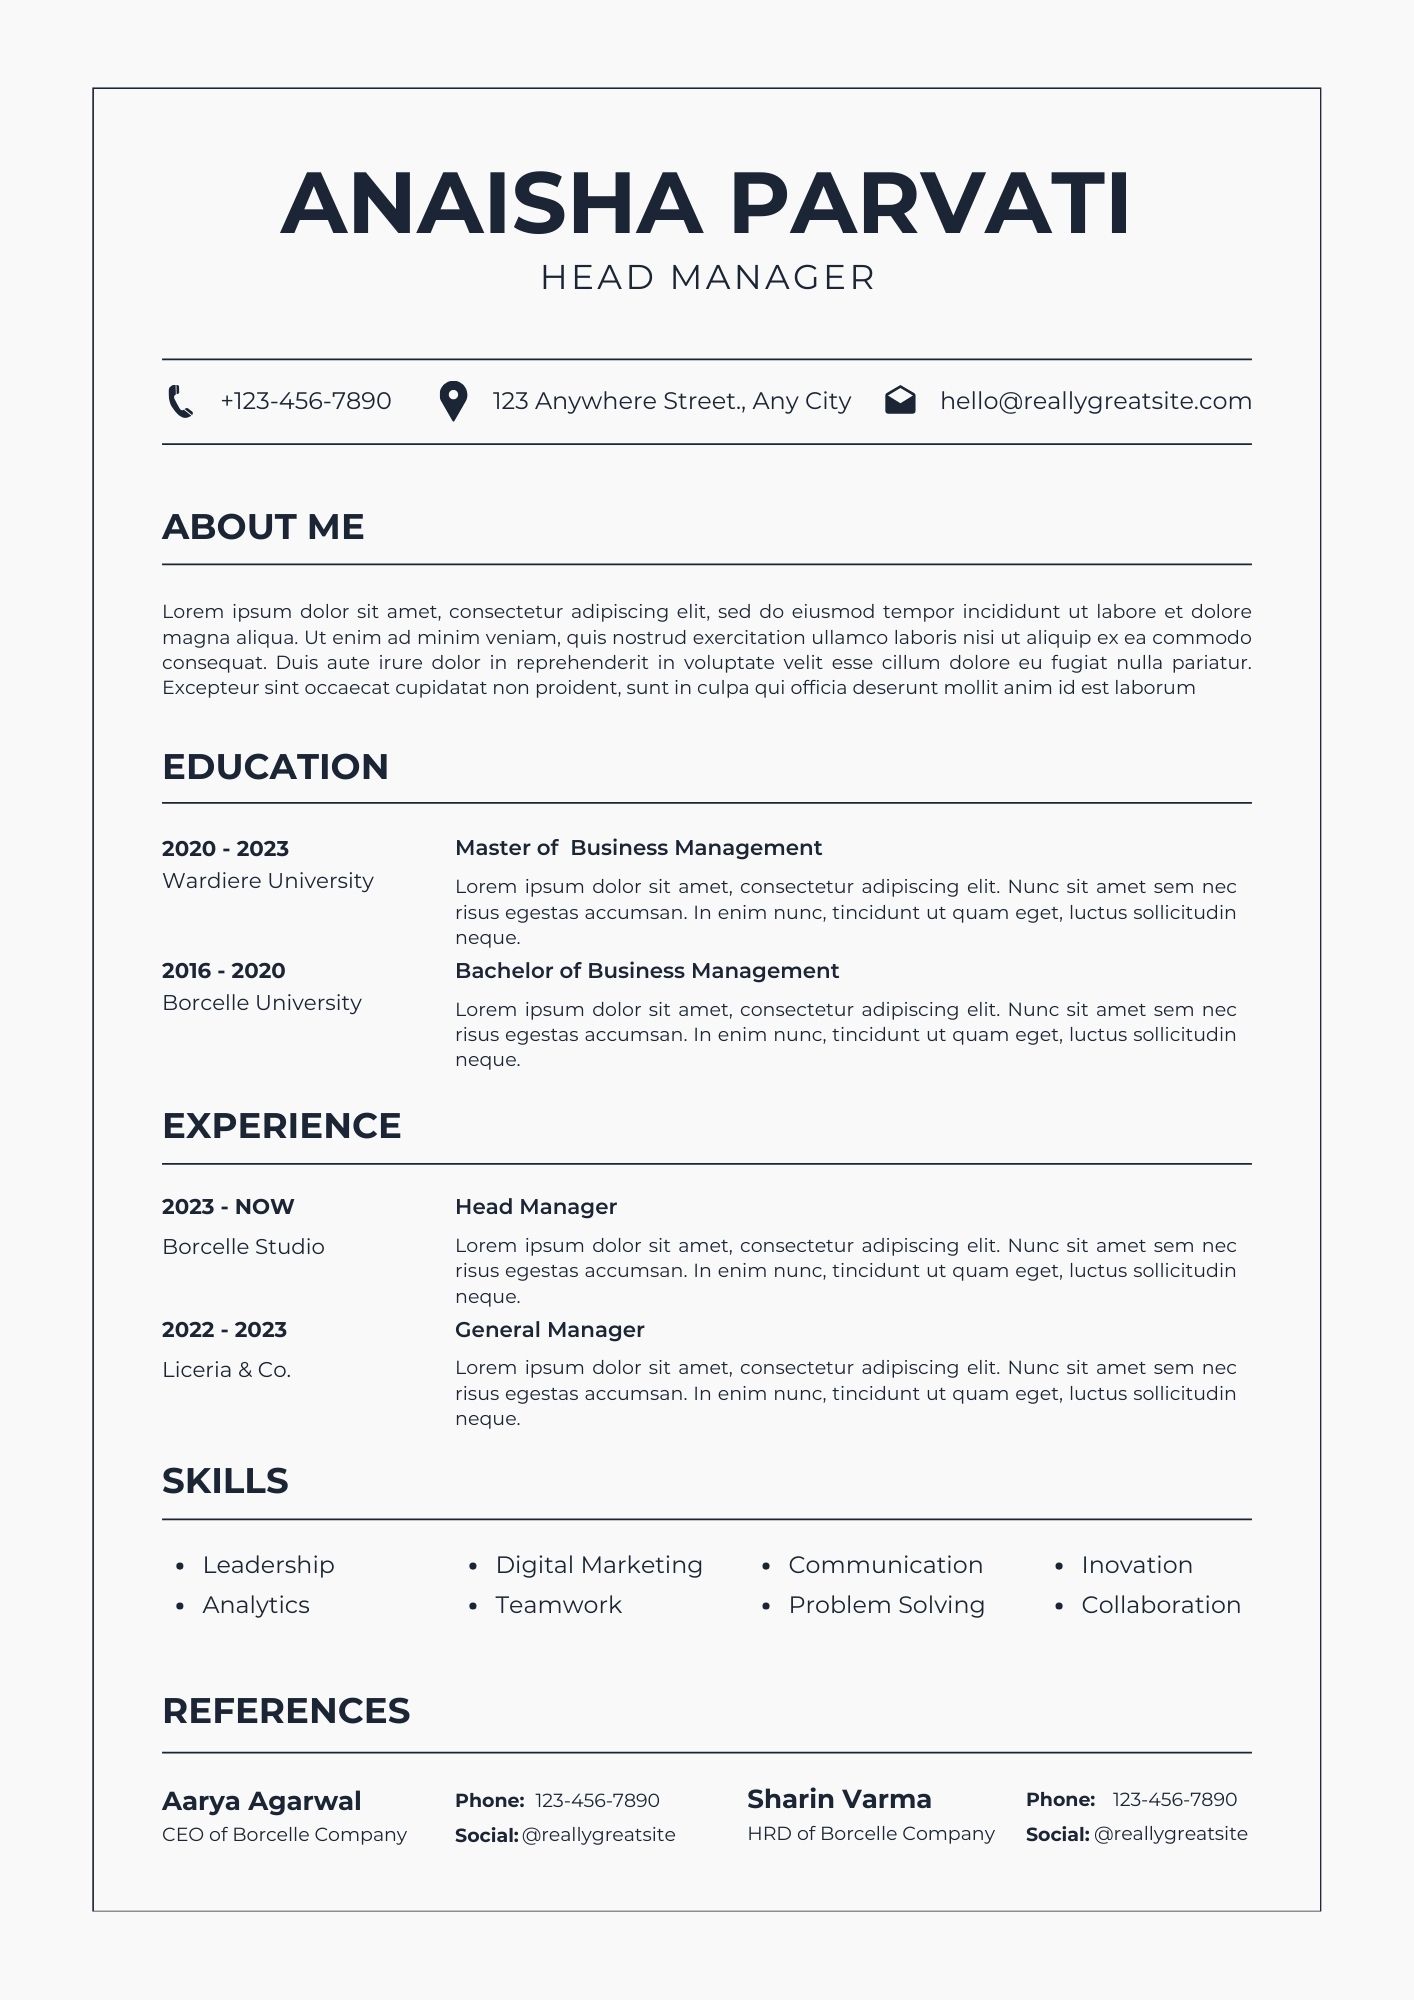 ANAISHA PARVATI
HEAD MANAGER
+123-456-7890
123 Anywhere Street., Any City
hello@reallygreatsite.com
ABOUT ME
Lorem ipsum dolor sit amet, consectetur adipiscing elit, sed do eiusmod tempor incididunt ut labore et dolore
magna aliqua. Ut enim ad minim veniam, quis nostrud exercitation ullamco laboris nisi ut aliquip ex ea commodo
consequat. Duis aute irure dolor in reprehenderit in voluptate velit esse cillum dolore eu fugiat nulla pariatur.
Excepteur sint occaecat cupidatat non proident, sunt in culpa qui officia deserunt mollit anim id est laborum
EDUCATION
2020 - 2023
Wardiere University
Master of  Business Management
Lorem ipsum dolor sit amet, consectetur adipiscing elit. Nunc sit amet sem nec
risus egestas accumsan. In enim nunc, tincidunt ut quam eget, luctus sollicitudin
neque.
2016 - 2020
Borcelle University
Bachelor of Business Management
Lorem ipsum dolor sit amet, consectetur adipiscing elit. Nunc sit amet sem nec
risus egestas accumsan. In enim nunc, tincidunt ut quam eget, luctus sollicitudin
neque.
EXPERIENCE
2023 - NOW
Borcelle Studio
Head Manager
Lorem ipsum dolor sit amet, consectetur adipiscing elit. Nunc sit amet sem nec
risus egestas accumsan. In enim nunc, tincidunt ut quam eget, luctus sollicitudin
neque.
2022 - 2023
Liceria & Co.
General Manager
Lorem ipsum dolor sit amet, consectetur adipiscing elit. Nunc sit amet sem nec
risus egestas accumsan. In enim nunc, tincidunt ut quam eget, luctus sollicitudin
neque.
SKILLS
• Leadership
• Analytics
• Digital Marketing
• Teamwork
• Communication
• Problem Solving
• Inovation
• Collaboration
REFERENCES
Aarya Agarwal
CEO of Borcelle Company
Phone: 123-456-7890
Social: @reallygreatsite
Sharin Varma
HRD of Borcelle Company
Phone: 123-456-7890
Social: @reallygreatsite